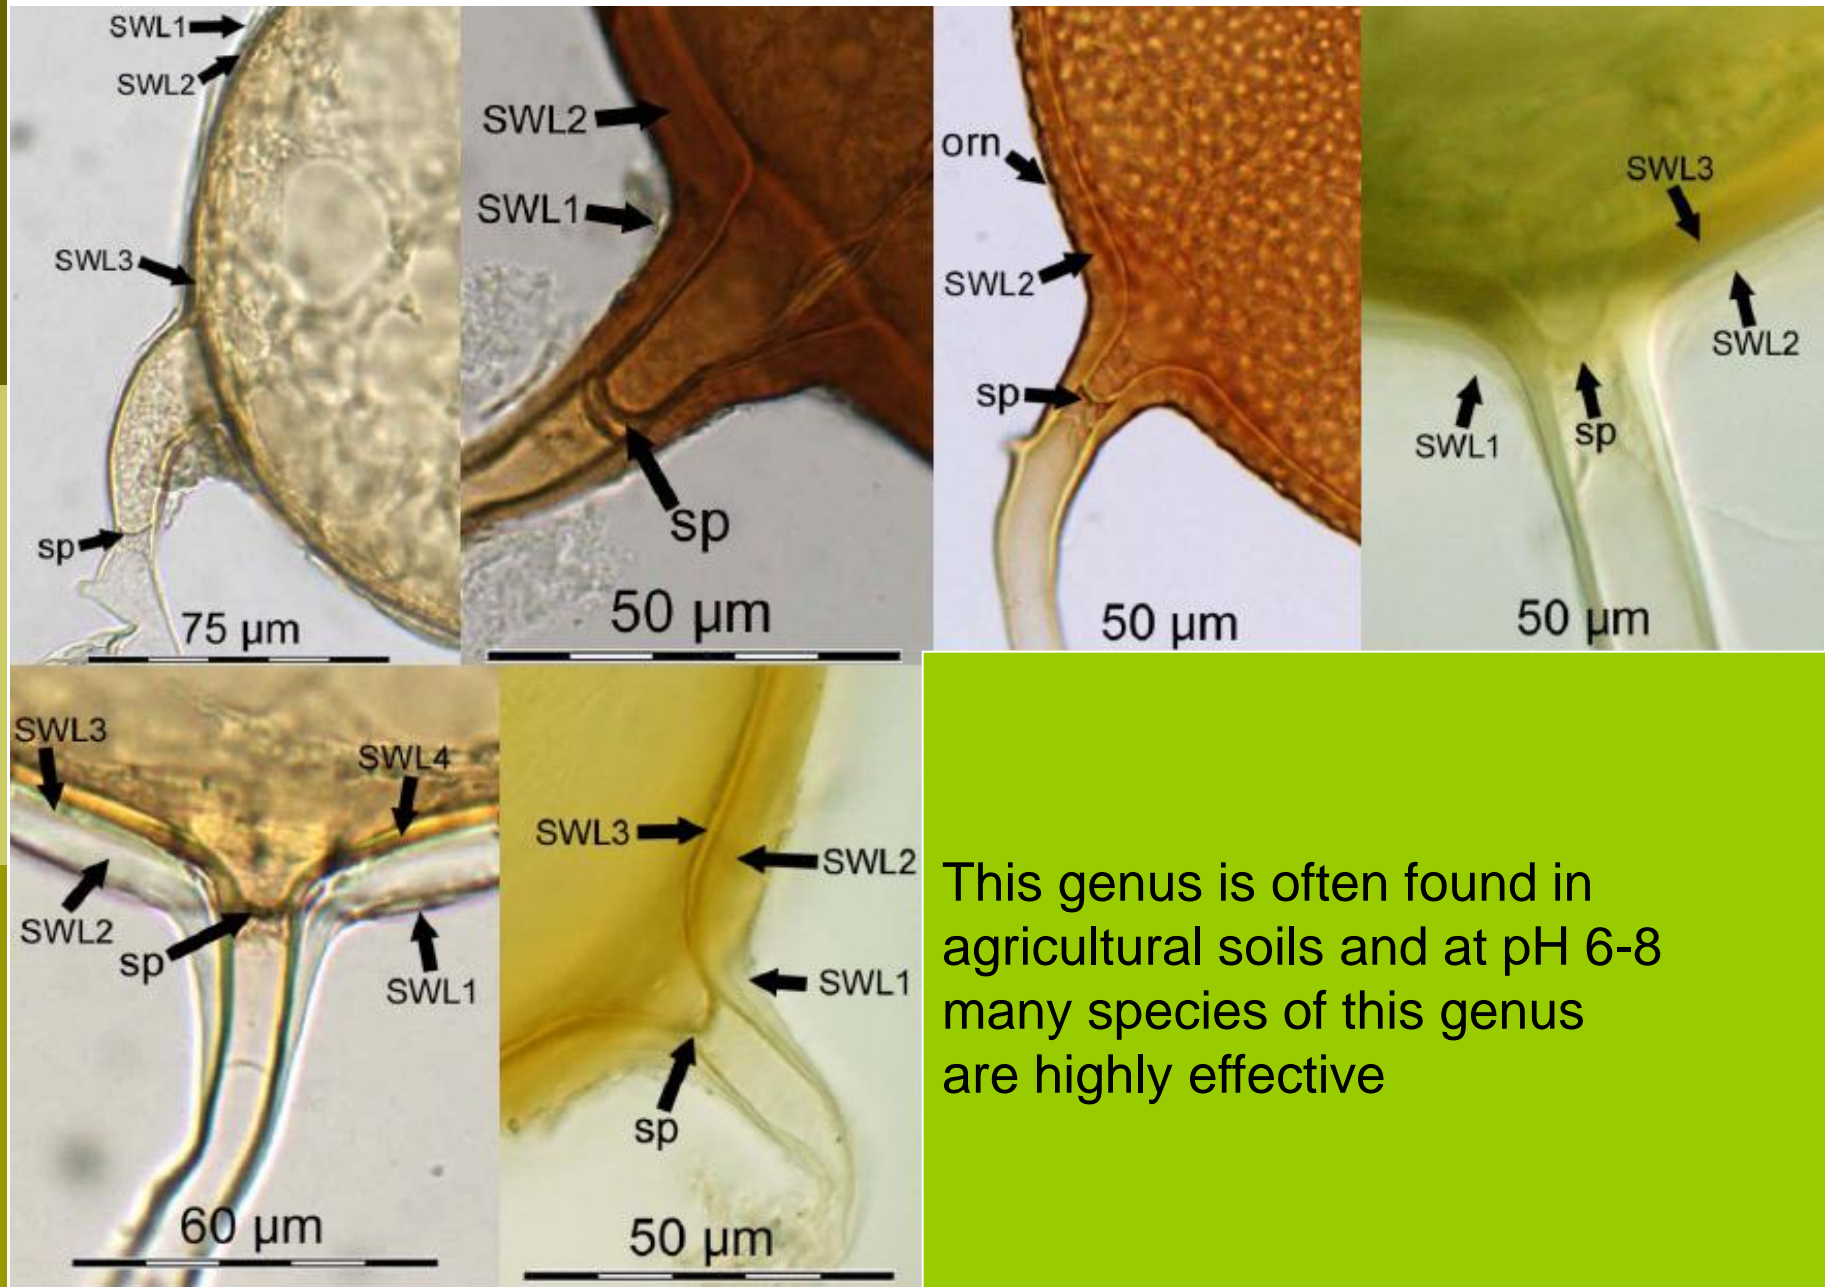 SWL1
SWL2
SWL3
sp
75 µm
SWL2
SWL1
sp
50 µm
orn
SWL2
sp
50 µm
SWL3
SWL2
SWL1
sp
50 µm
SWL3
SWL4
SWL2
sp
SWL1
60 µm
SWL3
SWL2
SWL1
sp
50 µm
This genus is often found in
agricultural soils and at pH 6-8
many species of this genus
are highly effective